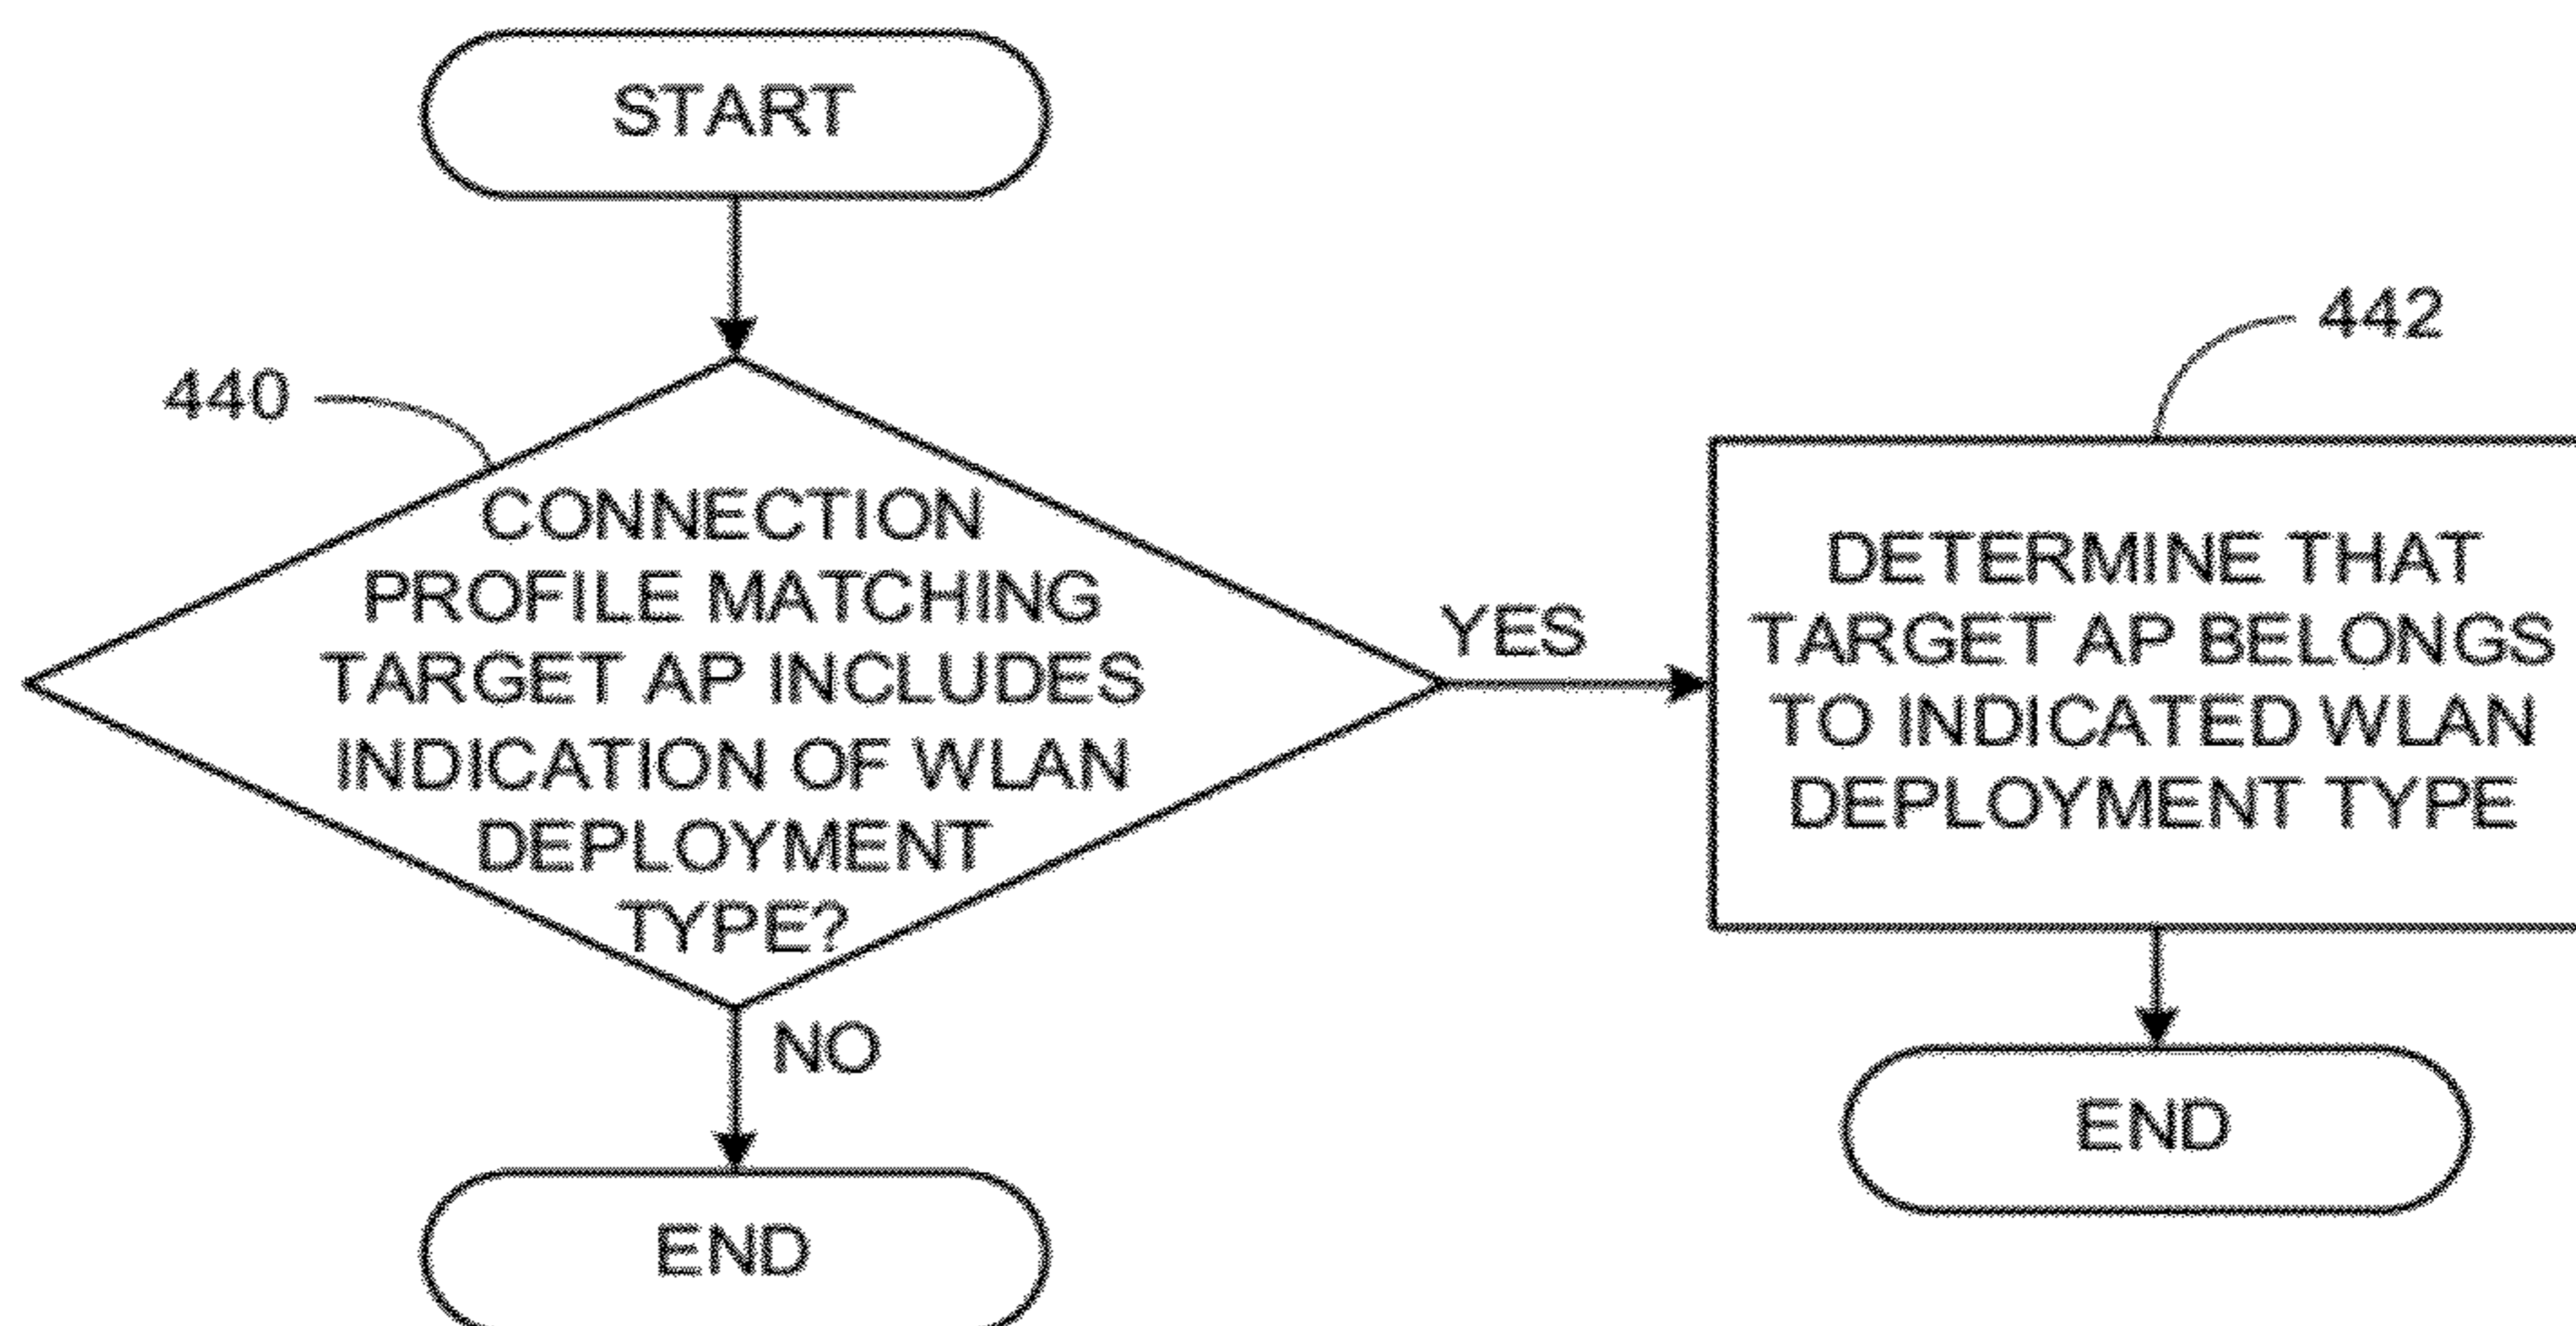 START
440
CONNECTION
PROFILE MATCHING
TARGET AP INCLUDES
INDICATION OF WLAN
DEPLOYMENT
TYPE?
YES
442
DETERMINE THAT
TARGET AP BELONGS
TO INDICATED WLAN
DEPLOYMENT TYPE
NO
END
END